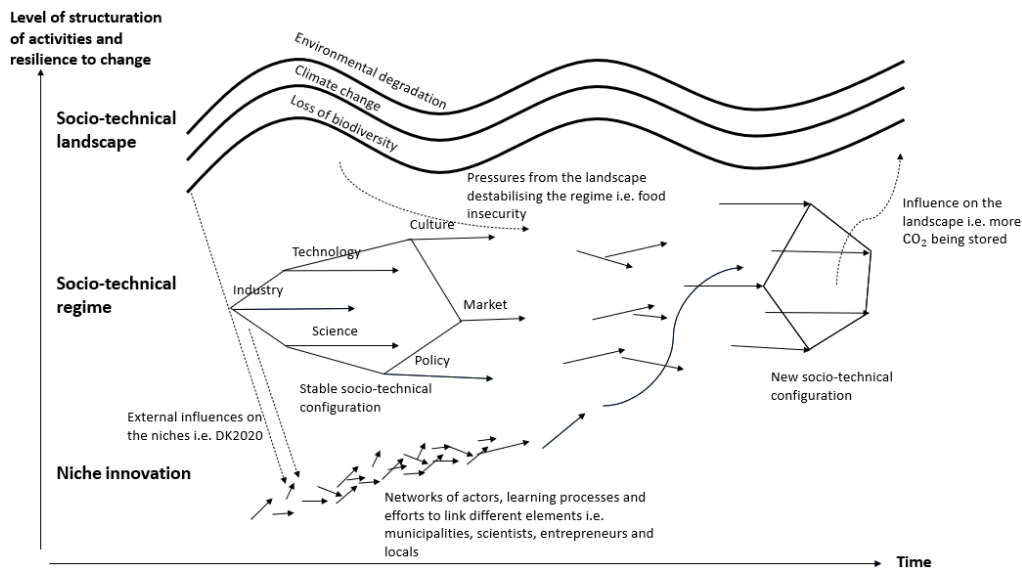 Level of structuration
of activities and
resilience to change
Environmental degradation
Climate change
Loss of biodiversity
Socio-technical
landscape
Pressures from the landscape
destabilising the regime i.e. food
insecurity
Influence on the
landscape i.e. more
CO₂ being stored
Culture
Technology
Socio-technical
regime
Industry
Market
Science
Policy
Stable socio-technical
configuration
New socio-technical
configuration
External influences on
the niches i.e. DK2020
Niche innovation
Networks of actors, learning processes and
efforts to link different elements i.e.
municipalities, scientists, entrepreneurs and
locals
Time